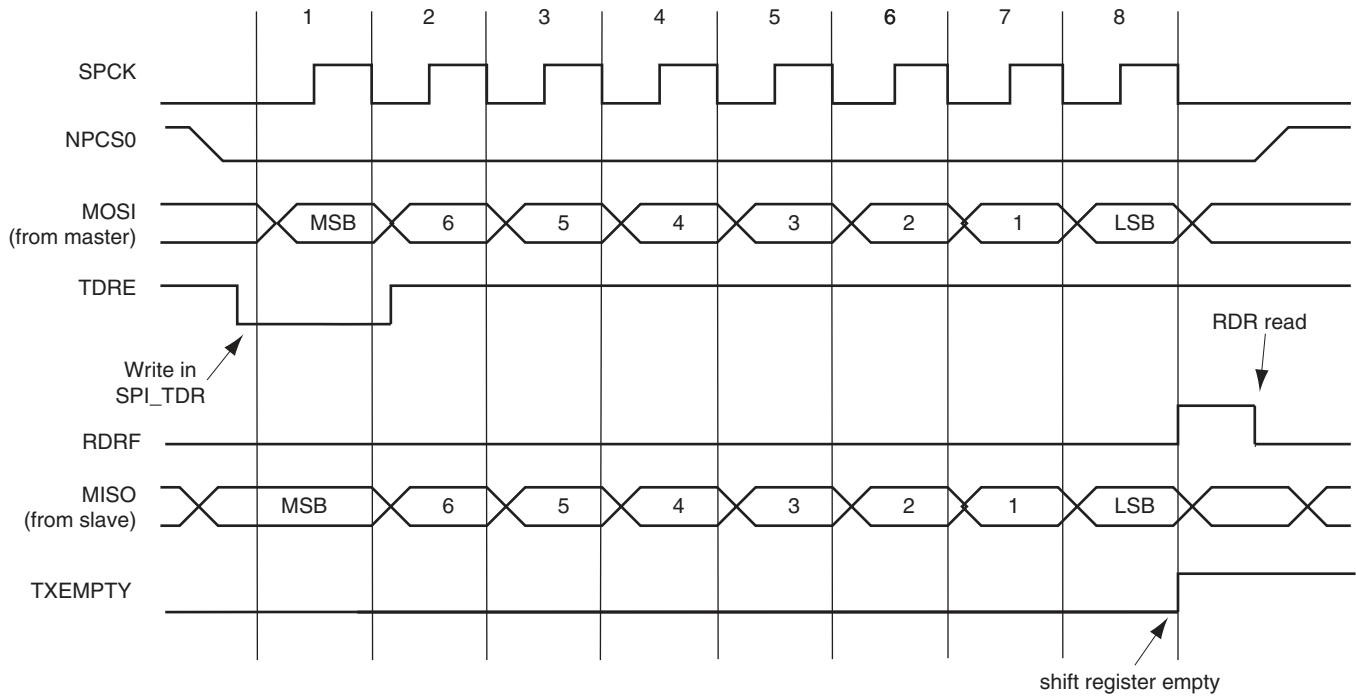 1 2 3 4 5 6 7 8
SPCK
NPCS0
MOSI
(from master)
MSB 6 5 4 3 2 1 LSB
TDRE
RDR read
Write in
SPI_TDR
RDRF
MISO
(from slave)
MSB 6 5 4 3 2 1 LSB
TXEMPTY
shift register empty